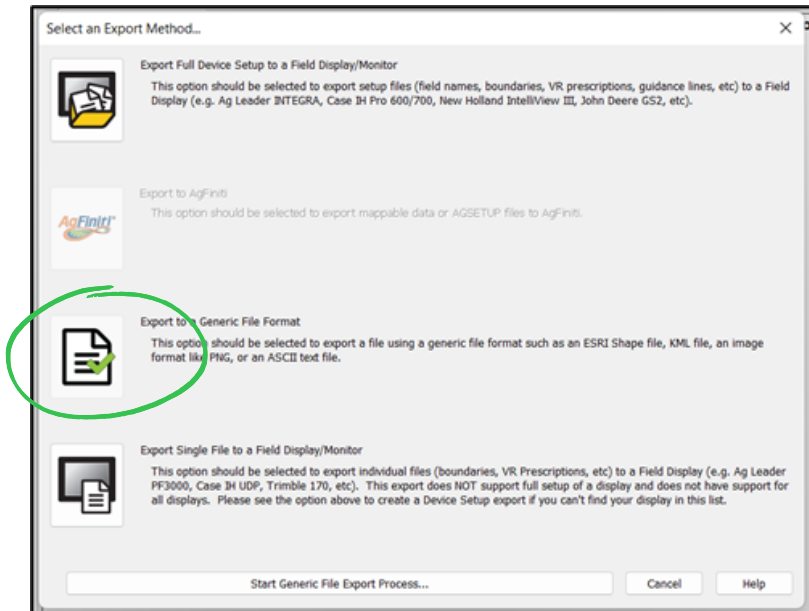 Select an Export Method...
Export Full Device Setup to a Field Display/Monitor
This option should be selected to export setup files (field names, boundaries, VR prescriptions, guidance lines, etc) to a Field
Display (e.g. Ag Leader INTEGRA, Case IH Pro 600/700, New Holland IntelliView III, John Deere GS2, etc).
Export to AgFiniti
AgFiniti
This option should be selected to export mappable data or AGSETUP files to AgFiniti.
Export to a Generic File Format
This option should be selected to export a file using a generic file format such as an ESRI Shape file, KML file, an image
format like PNG, or an ASCII text file.
Export Single File to a Field Display/Monitor
This option should be selected to export individual files (boundaries, VR Prescriptions, etc) to a Field Display (e.g. Ag Leader
PF3000, Case IH UDP, Trimble 170, etc).  This export does NOT support full setup of a display and does not have support for
all displays.  Please see the option above to create a Device Setup export if you can't find your display in this list.
Start Generic File Export Process...
Cancel
Help